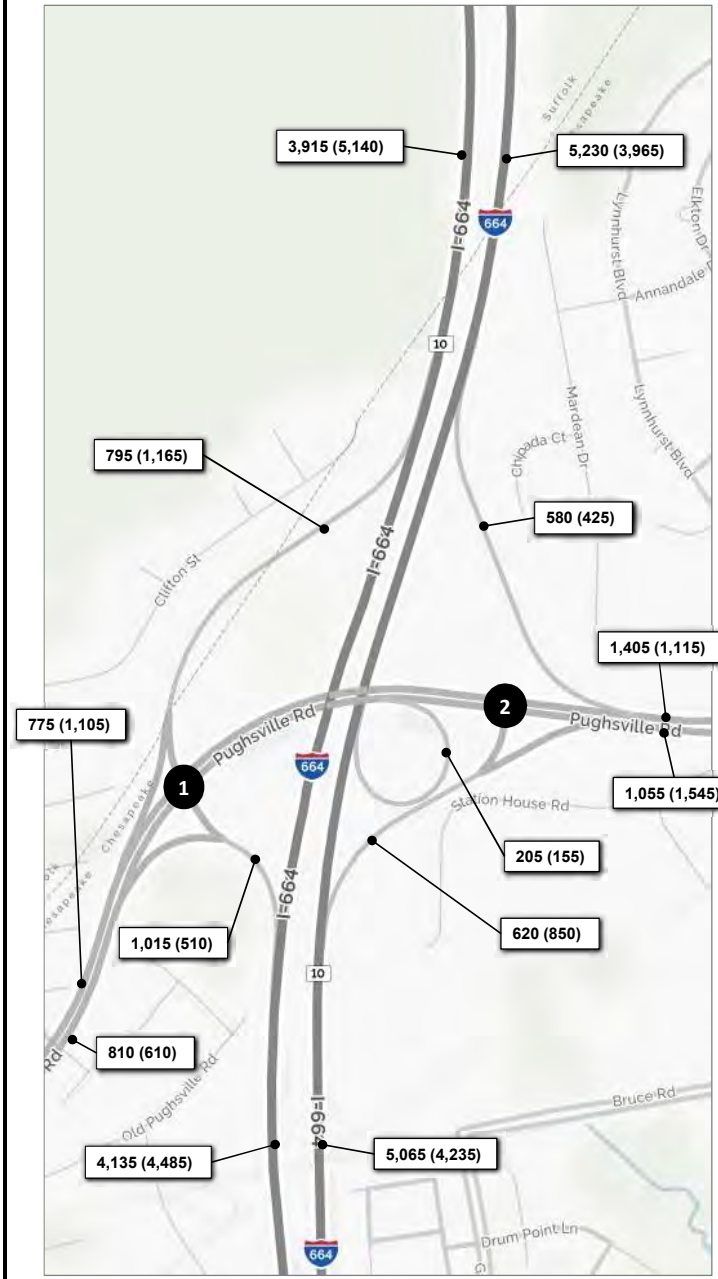 Suffolk
Chesapeake
3,915 (5,140)
5,230 (3,965)
I-664
664
Lynnhurst Blvd
Elkton Dr
Annandale
10
Mardean Dr
Lynnhurst Blvd
Chipada Ct
795 (1,165)
580 (425)
I-664
Clifton St
1,405 (1,115)
2
775 (1,105)
Pughsville Rd
Pughsville Rd
664
1
1,055 (1,545)
Chesapeake
Station House Rd
205 (155)
I-664
620 (850)
1,015 (510)
10
810 (610)
Rd
Old Pughsville Rd
Bruce Rd
I-664
4,135 (4,485)
5,065 (4,235)
Drum Point Ln
664
G